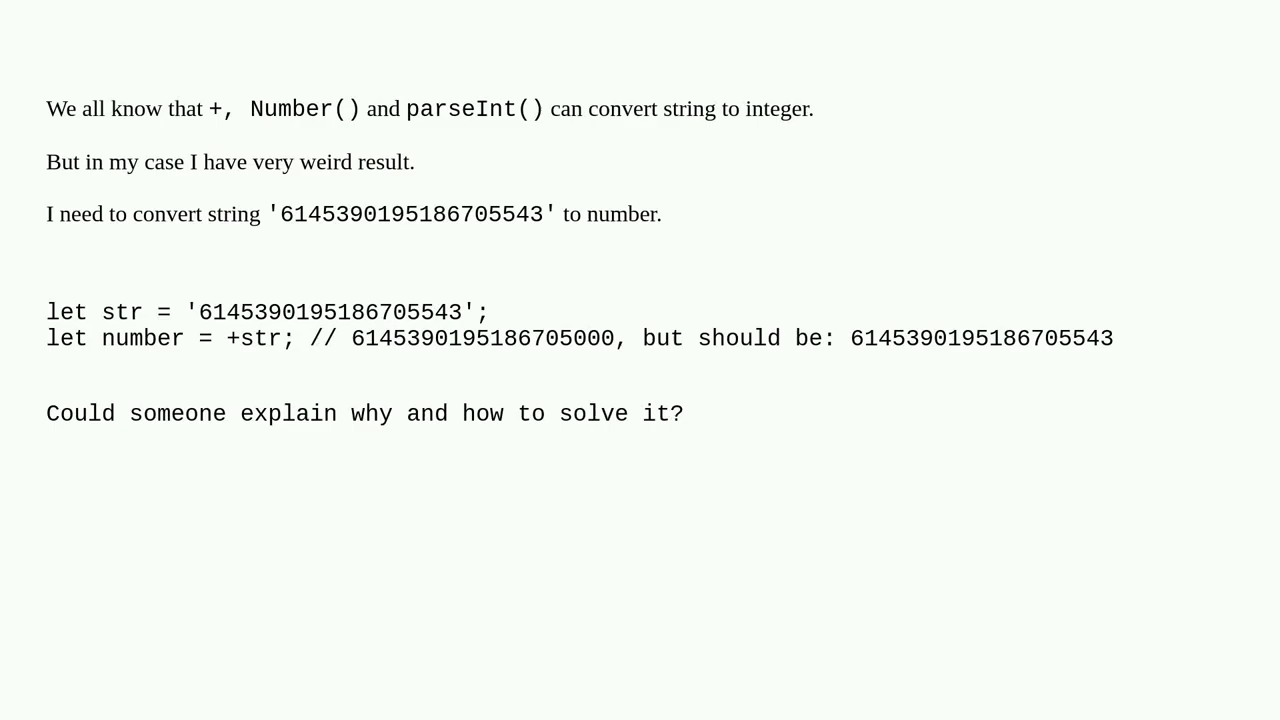 We all know that +, Number() and parseInt() can convert string to integer.
But in my case I have very weird result.
I need to convert string '6145390195186705543' to number.
let str = '6145390195186705543';
let number = +str; // 6145390195186705000, but should be: 6145390195186705543
Could someone explain why and how to solve it?